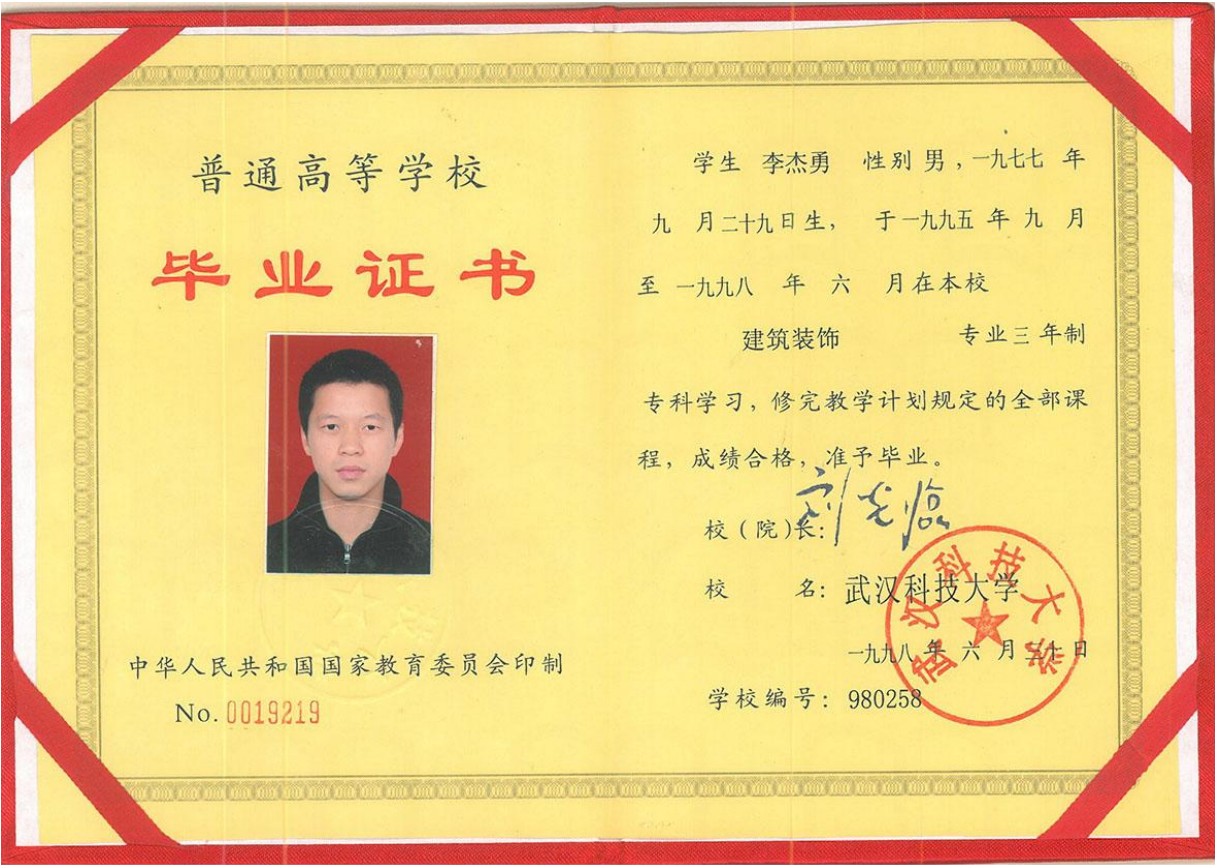 普通高等学校
毕业证书
中华人民共和国国家教育委员会印制
No. 0019219
学生 李杰勇 性别 男，一九七七 年
九 月二十九日生， 于一九九五 年 九 月
至 一九九八 年 六 月在本校
建筑装饰 专业三 年制
专科学习，修完教学计划规定的全部课
程，成绩合格，准予毕业。
校（院）长：
校 名：武汉科技大学
一九九八 年 六 月三十日
学校编号：980258
武汉科技大学